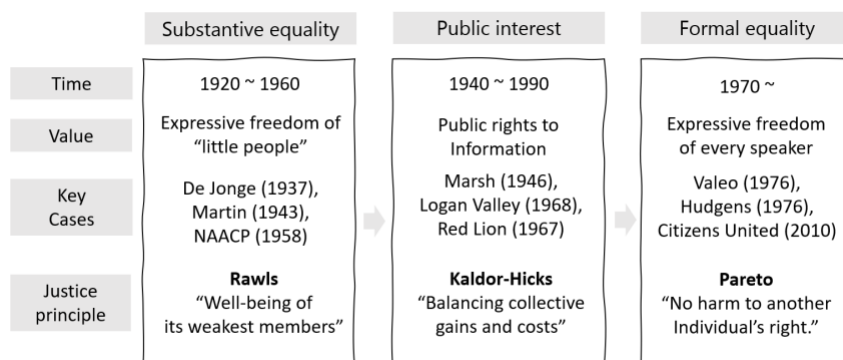 Substantive equality
Public interest
Formal equality
Time
1920 ~ 1960
1940 ~ 1990
1970 ~
Value
Expressive freedom of
“little people”
Public rights to
Information
Expressive freedom
of every speaker
Key
Cases
De Jonge (1937),
Martin (1943),
NAACP (1958)
Marsh (1946),
Logan Valley (1968),
Red Lion (1967)
Valeo (1976),
Hudgens (1976),
Citizens United (2010)
Justice
principle
Rawls
“Well-being of
its weakest members”
Kaldor-Hicks
“Balancing collective
gains and costs”
Pareto
“No harm to another
Individual’s right.”